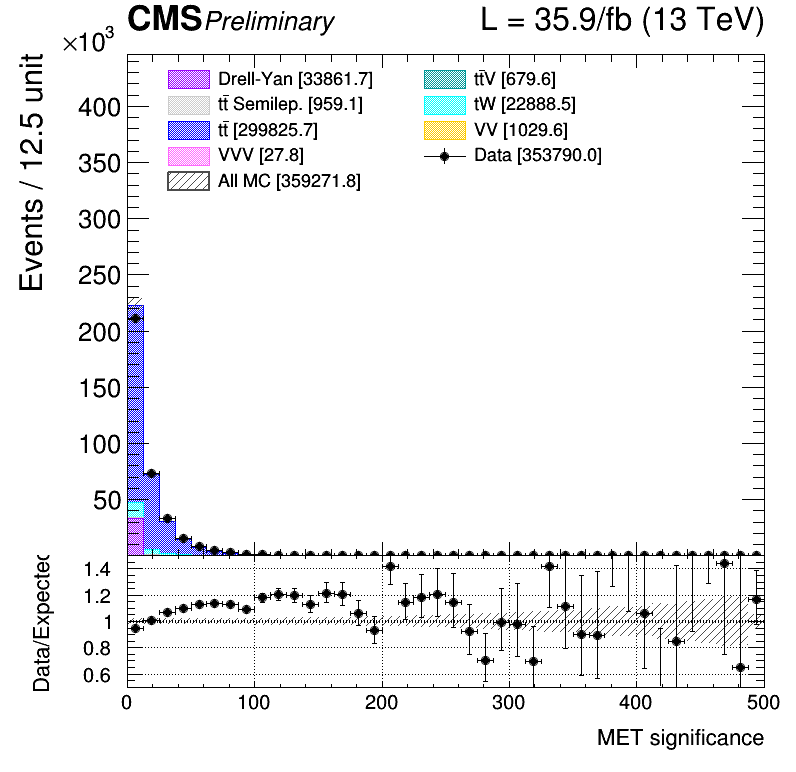 CMS Preliminary L = 35.9/fb (13 TeV)
×10³
Events / 12.5 unit
400
350
300
250
200
150
100
50
Drell-Yan [33861.7]
tt̄ Semilep. [959.1]
tt̄ [299825.7]
VVV [27.8]
All MC [359271.8]
tt̄V [679.6]
tW [22888.5]
VV [1029.6]
Data [353790.0]
Data/Expected
1.4
1.2
1
0.8
0.6
0 100 200 300 400 500
MET significance